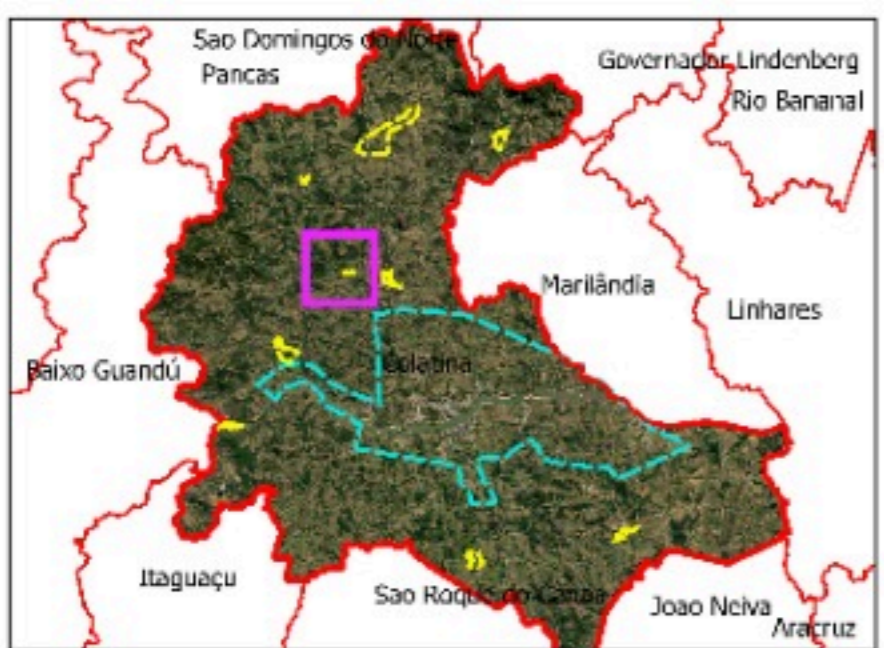 Sao Domingos do Norte
Pancas
Governador Lindenberg
Rio Bananal
Marilândia
Linhares
Baixo Guandú
Colatina
Itaguaçu
Sao Roque do Canaa
Joao Neiva
Aracruz